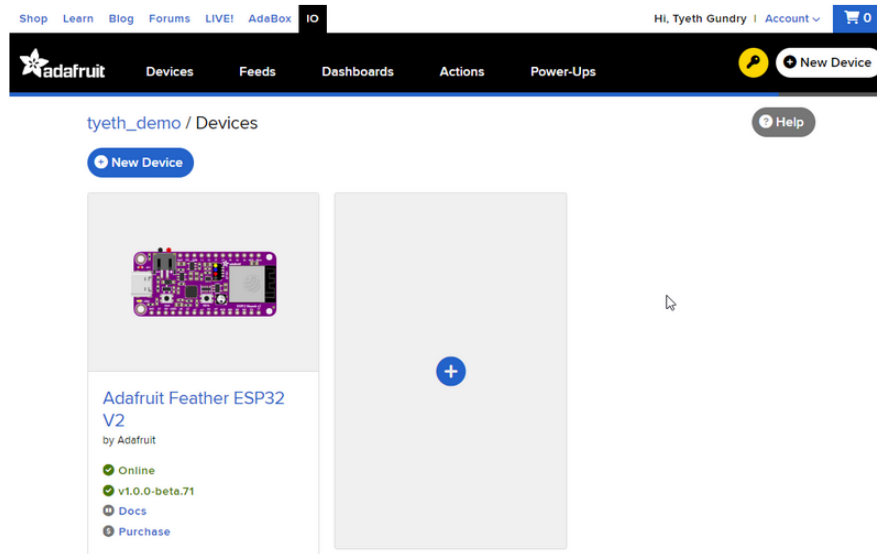 Shop Learn Blog Forums LIVE! AdaBox IO Hi, Tyeth Gundry | Account 0
adafruit Devices Feeds Dashboards Actions Power-Ups New Device
tyeth_demo / Devices Help
New Device
Adafruit Feather ESP32
V2
by Adafruit
Online
v1.0.0-beta.71
Docs
Purchase